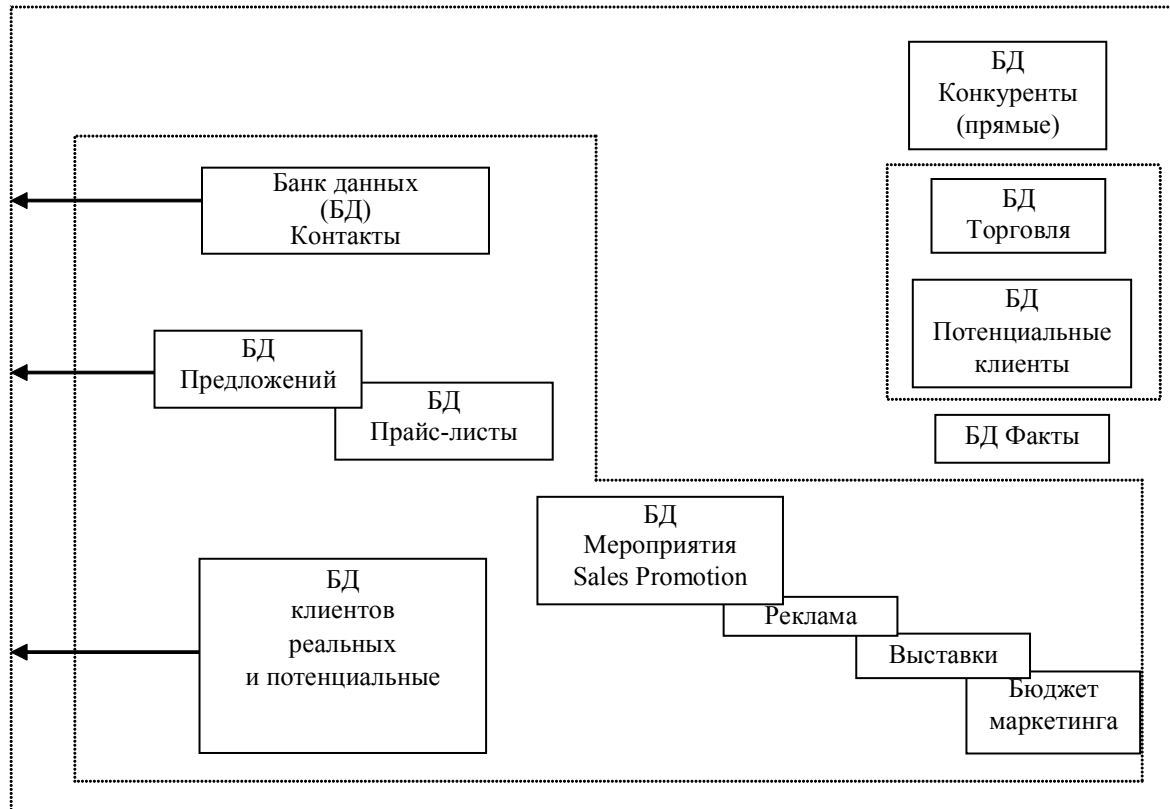 БД
Конкуренты
(прямые)
Банк данных
(БД)
Контакты
БД
Торговля
БД
Потенциальные
клиенты
БД
Предложений
БД
Прайс-листы
БД Факты
БД
Мероприятия
Sales Promotion
БД
клиентов
реальных
и потенциальные
Реклама
Выставки
Бюджет
маркетинга